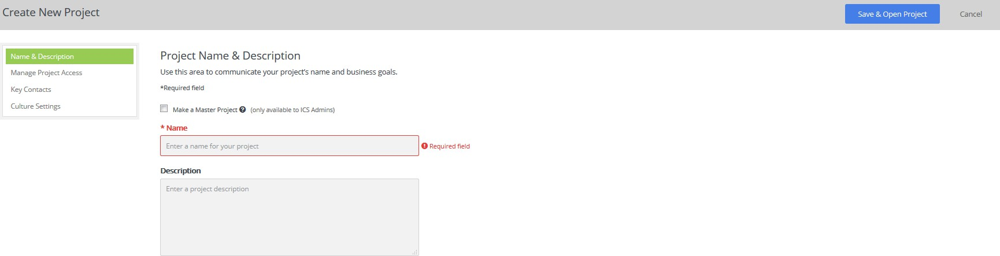 Create New Project
Save & Open Project
Cancel
Name & Description
Manage Project Access
Key Contacts
Culture Settings
Project Name & Description
Use this area to communicate your project's name and business goals.
*Required field
Make a Master Project ? (only available to ICS Admins)
* Name
Enter a name for your project
! Required field
Description
Enter a project description